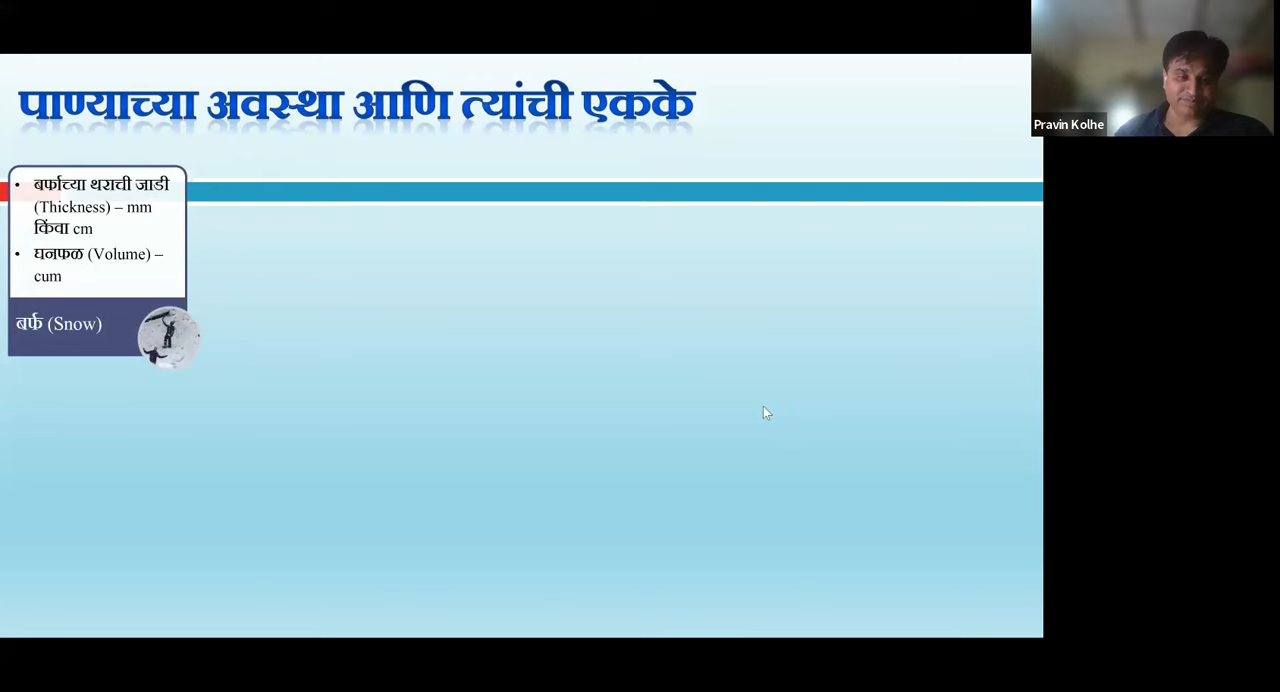 पाण्याच्या अवस्था आणि त्यांची एकके
Pravin Kolhe
• बर्फाच्या थराची जाडी
(Thickness) – mm
किंवा cm
• घनफळ (Volume) –
cum
बर्फ (Snow)